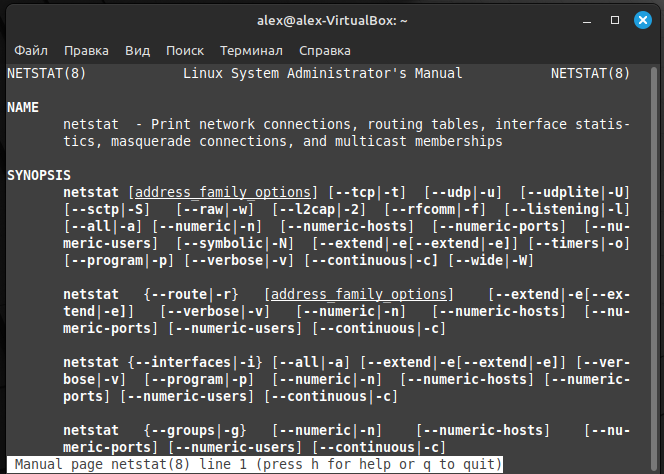 alex@alex-VirtualBox: ~
Файл Правка Вид Поиск Терминал Справка
NETSTAT(8) Linux System Administrator's Manual NETSTAT(8)
NAME
netstat - Print network connections, routing tables, interface statis-
tics, masquerade connections, and multicast memberships
SYNOPSIS
netstat [address_family_options] [--tcp|-t] [--udp|-u] [--udplite|-U]
[--sctp|-S] [--raw|-w] [--l2cap|-2] [--rfcomm|-f] [--listening|-l]
[--all|-a] [--numeric|-n] [--numeric-hosts] [--numeric-ports] [--nu-
meric-users] [--symbolic|-N] [--extend|-e[--extend|-e]] [--timers|-o]
[--program|-p] [--verbose|-v] [--continuous|-c] [--wide|-W]
netstat {--route|-r} [address_family_options] [--extend|-e[--ex-
tend|-e]] [--verbose|-v] [--numeric|-n] [--numeric-hosts] [--nu-
meric-ports] [--numeric-users] [--continuous|-c]
netstat {--interfaces|-i} [--all|-a] [--extend|-e[--extend|-e]] [--ver-
bose|-v] [--program|-p] [--numeric|-n] [--numeric-hosts] [--numeric-
ports] [--numeric-users] [--continuous|-c]
netstat {--groups|-g} [--numeric|-n] [--numeric-hosts] [--nu-
meric-ports] [--numeric-users] [--continuous|-c]
Manual page netstat(8) line 1 (press h for help or q to quit)